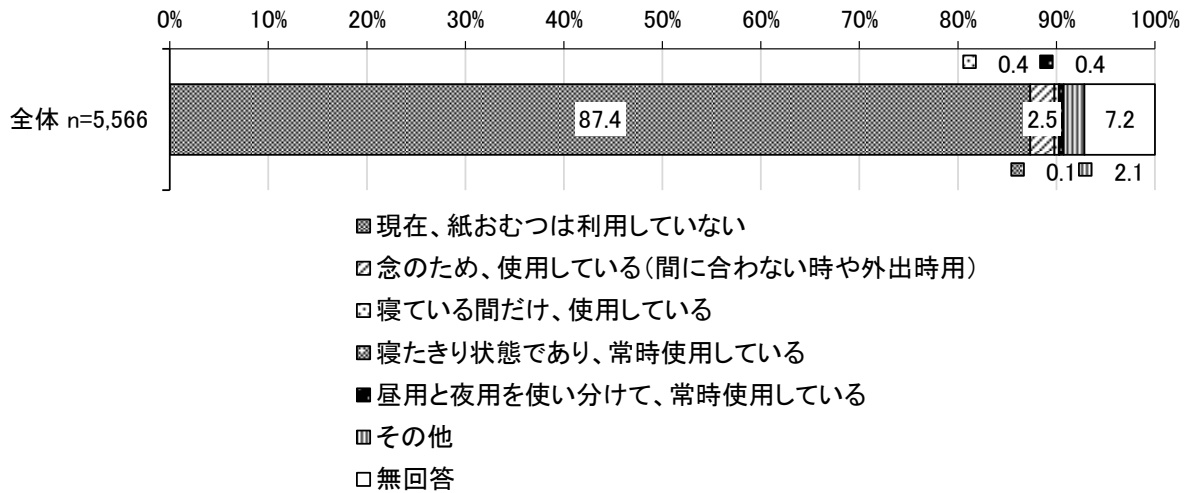 0% 10% 20% 30% 40% 50% 60% 70% 80% 90% 100%
0.4 0.4
全体 n=5,566 87.4 2.5 7.2
0.1 2.1
現在、紙おむつは利用していない
念のため、使用している(間に合わない時や外出時用)
寝ている間だけ、使用している
寝たきり状態であり、常時使用している
昼用と夜用を使い分けて、常時使用している
その他
無回答